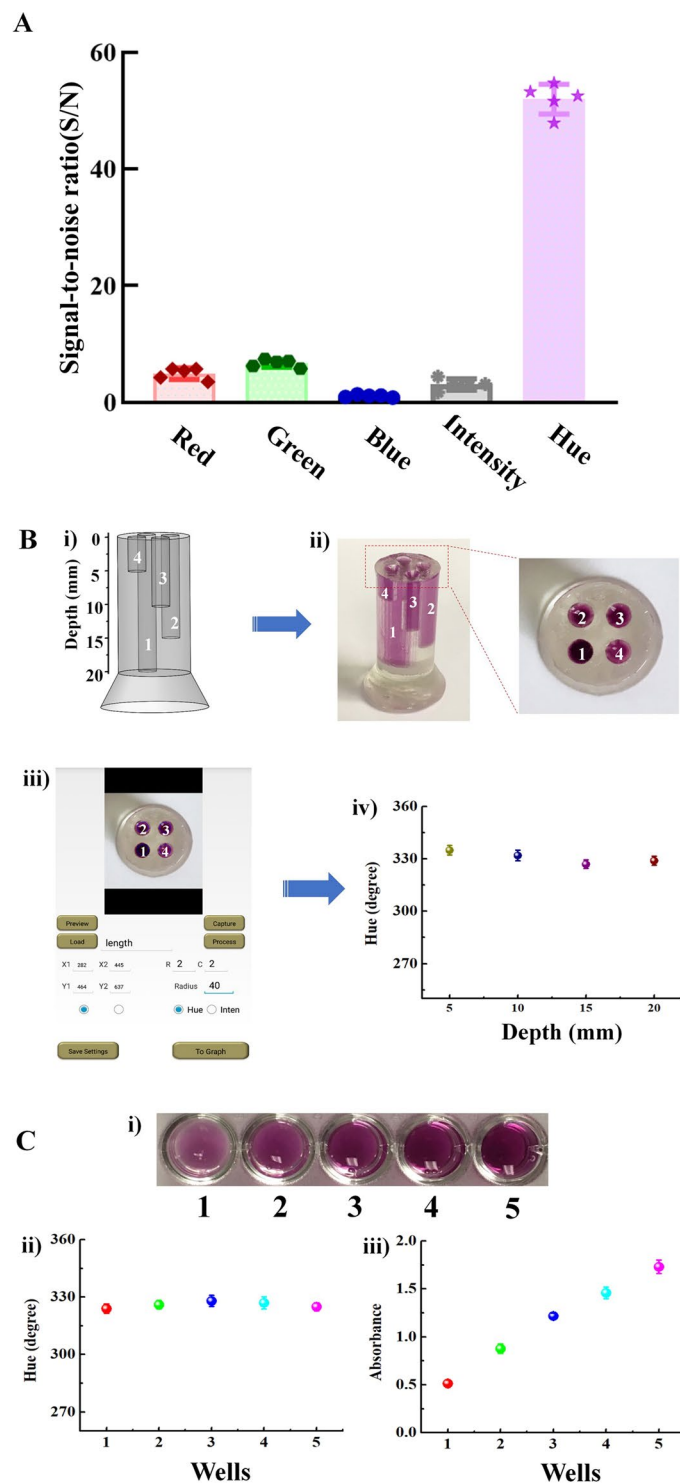 A
Signal-to-noise ratio(S/N)
60
40
20
0
Red
Green
Blue
Intensity
Hue
B
i)
Depth (mm)
0
5
10
15
20
4
3
2
1
ii)
4
3
2
1
2
3
1
4
iii)
2
3
1
4
Preview
Capture
Load
length
Process
X1 282 X2 445
R 2 C 2
Y1 464 Y2 637
Radius 40
Hue Inten
Save Settings
To Graph
iv)
Hue (degree)
360
330
300
270
5 10 15 20
Depth (mm)
C
i)
1 2 3 4 5
ii)
Hue (degree)
360
330
300
270
1 2 3 4 5
Wells
iii)
Absorbance
2.0
1.5
1.0
0.5
0.0
1 2 3 4 5
Wells